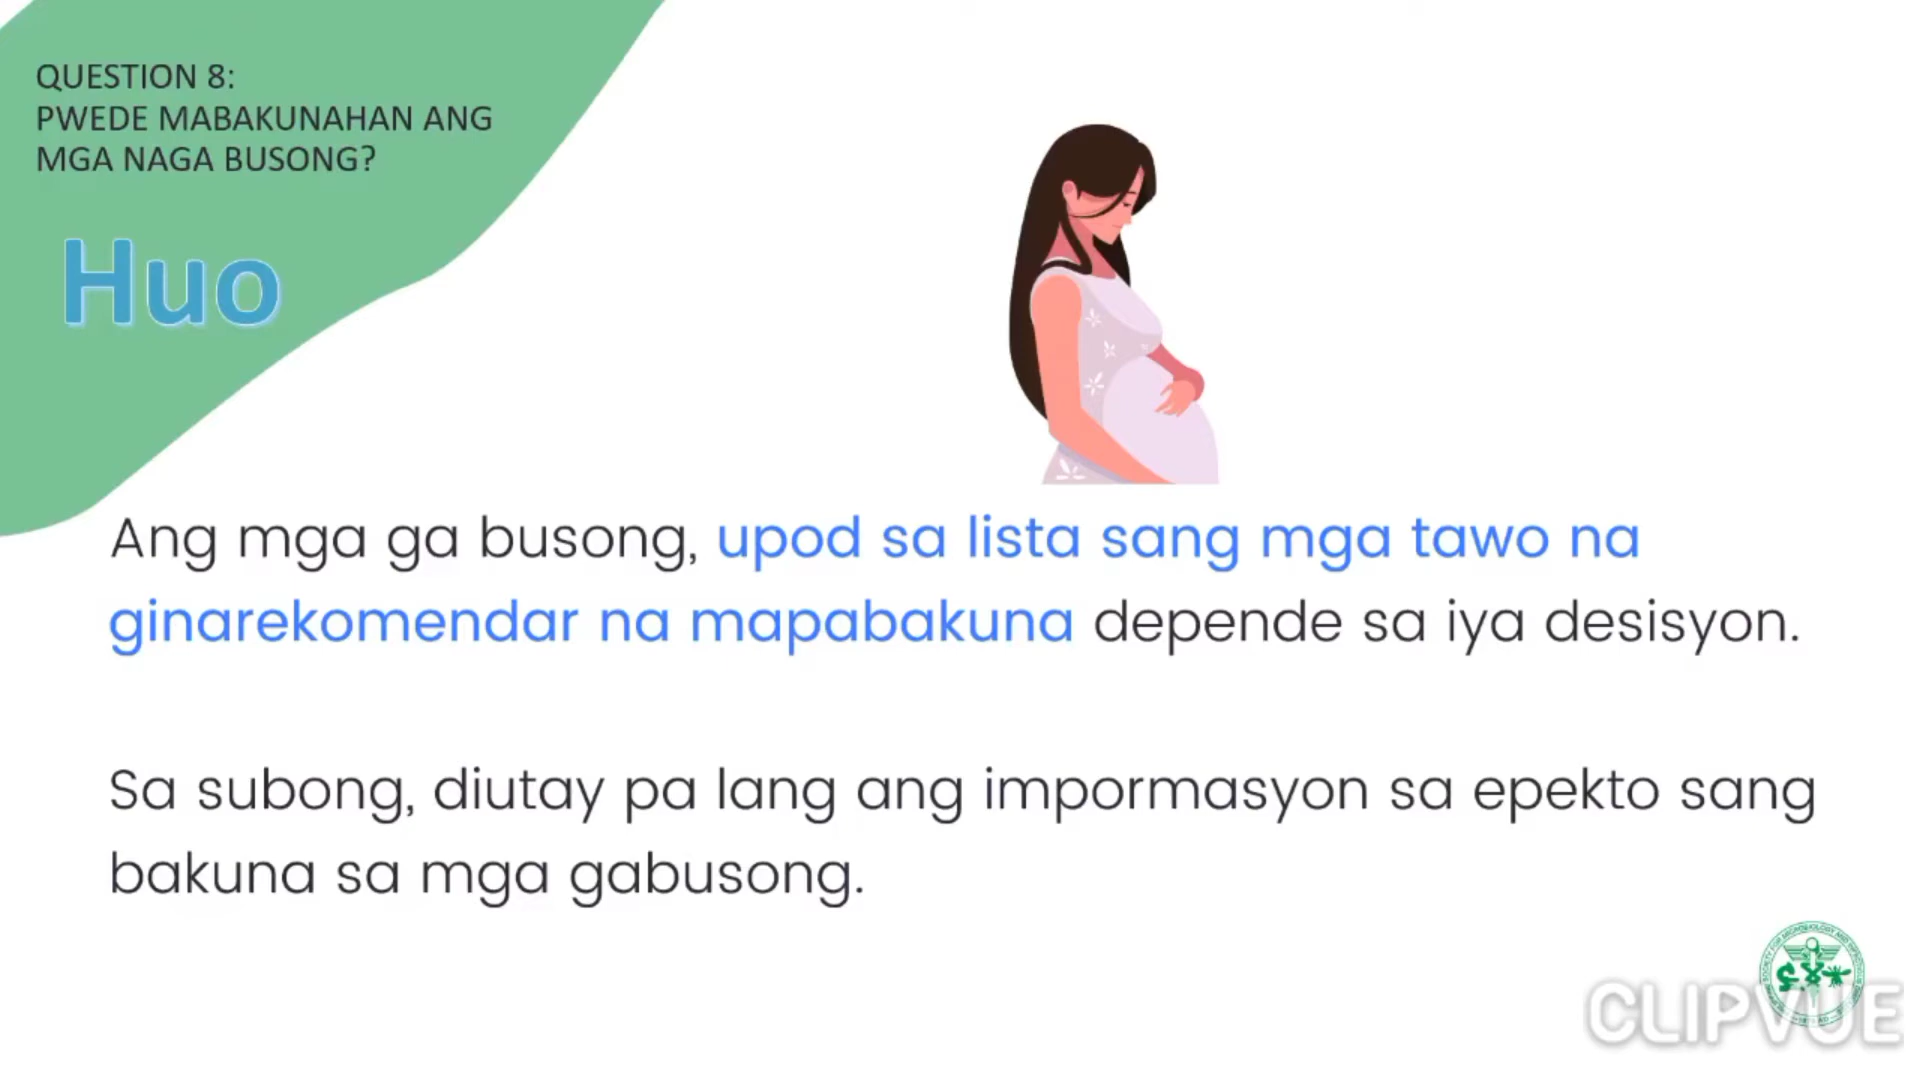 QUESTION 8:
PWEDE MABAKUNAHAN ANG
MGA NAGA BUSONG?
Huo
Ang mga ga busong, upod sa lista sang mga tawo na
ginarekomendar na mapabakuna depende sa iya desisyon.
Sa subong, diutay pa lang ang impormasyon sa epekto sang
bakuna sa mga gabusong.
CLIPVUE